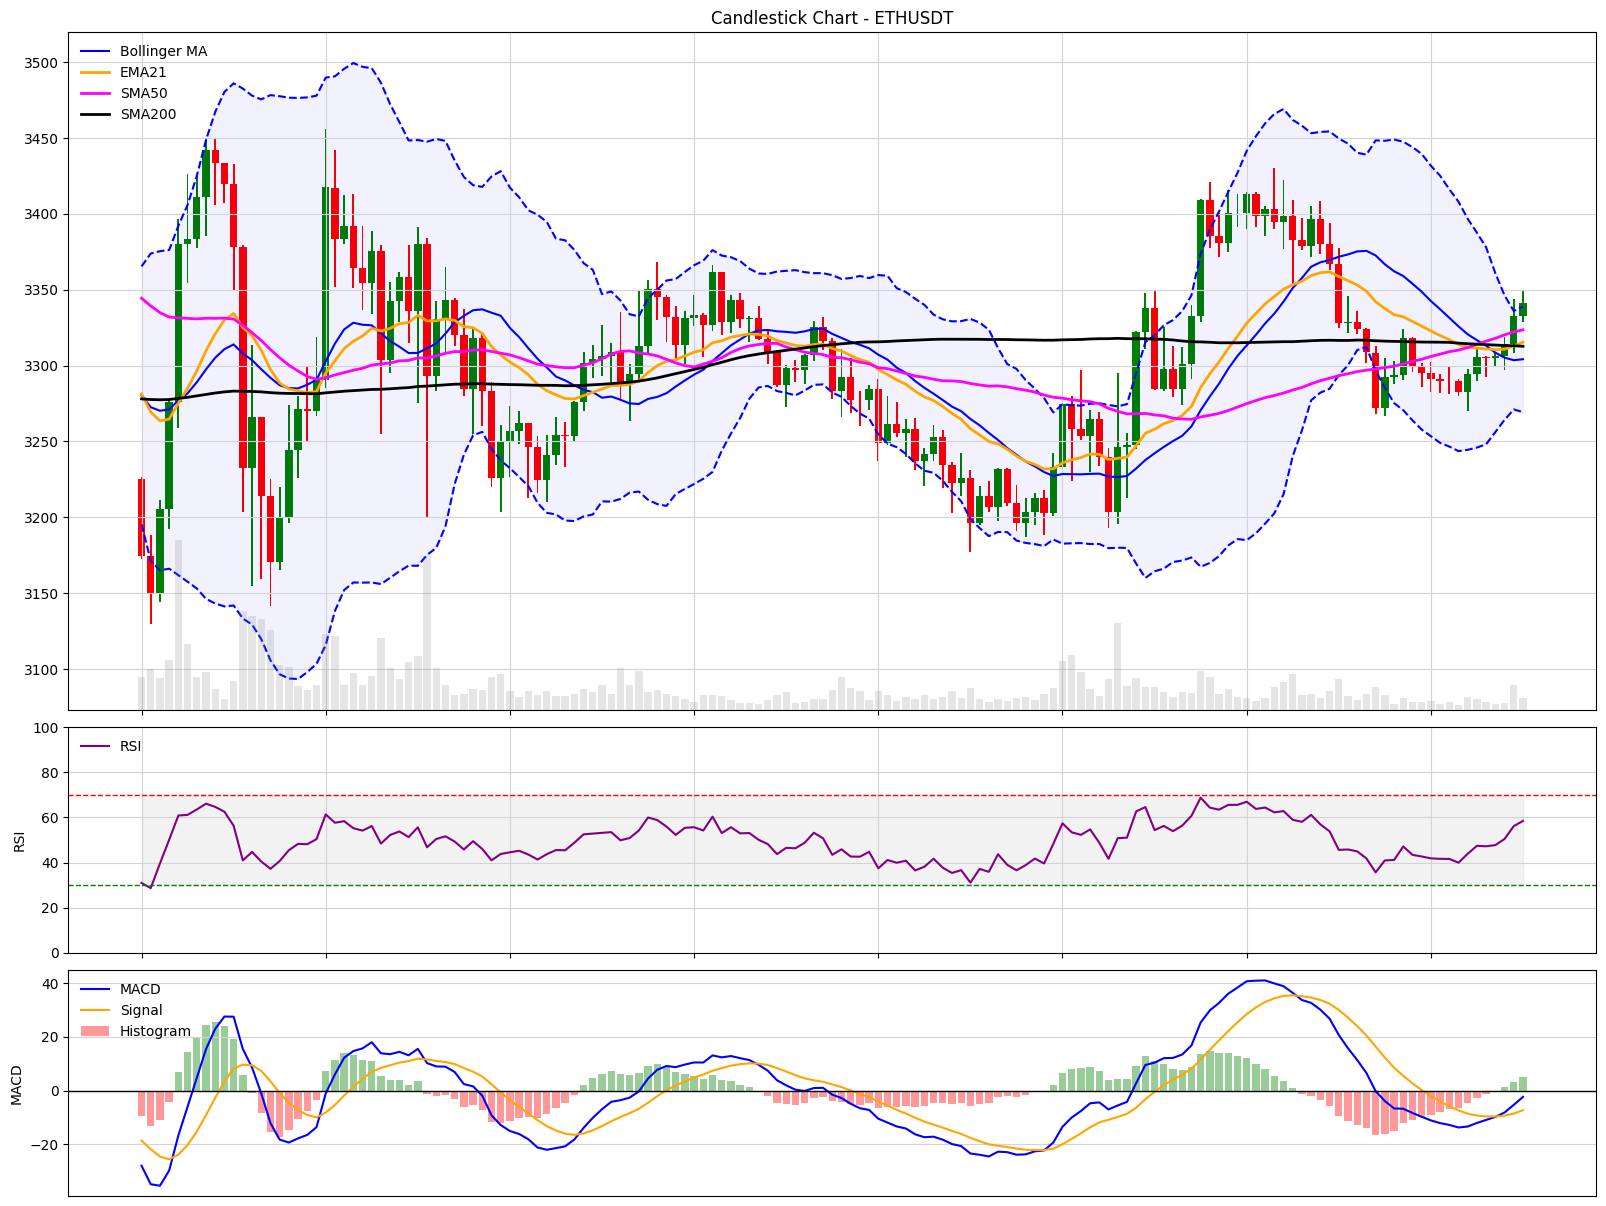 Candlestick Chart - ETHUSDT
Bollinger MA
EMA21
SMA50
SMA200
3500
3450
3400
3350
3300
3250
3200
3150
3100
RSI
100
80
60
40
20
0
RSI
MACD
Signal
Histogram
40
20
0
−20
MACD